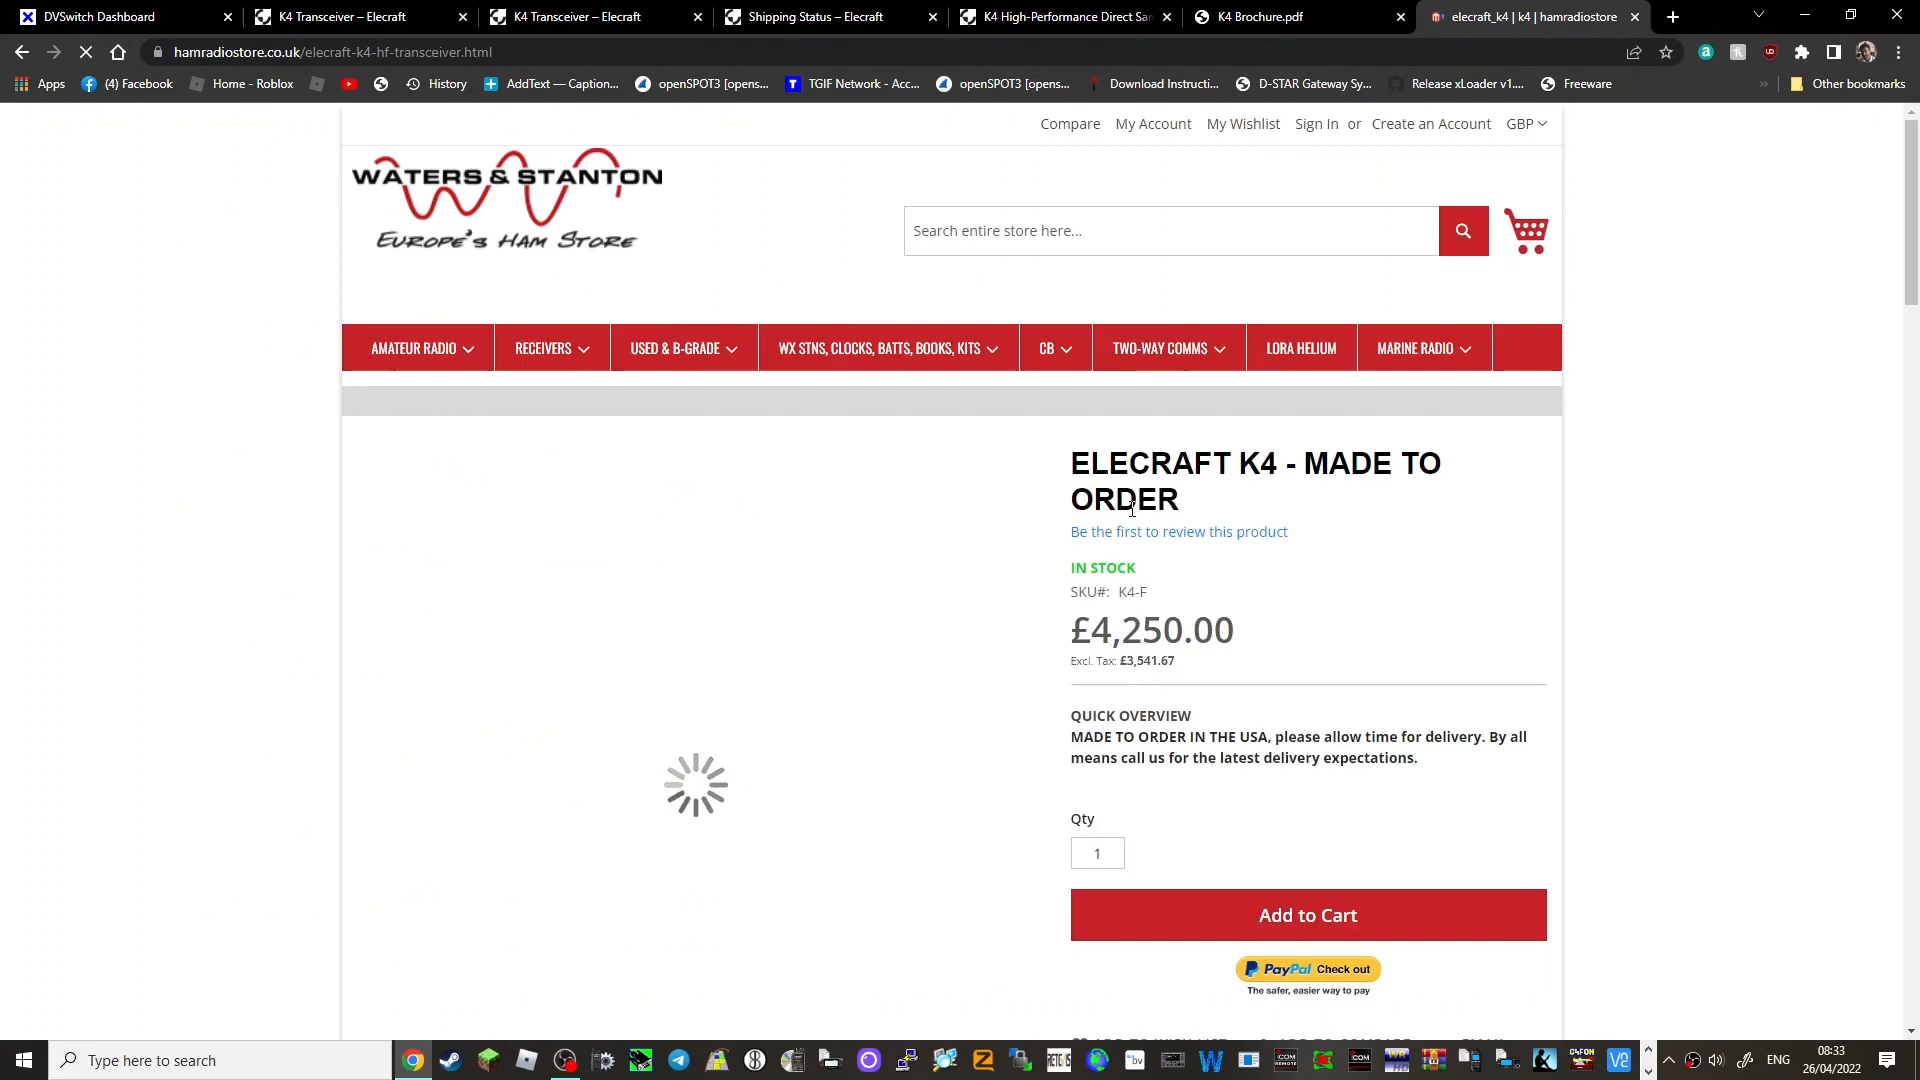 DVSwitch Dashboard
K4 Transceiver – Elecraft
K4 Transceiver – Elecraft
Shipping Status – Elecraft
K4 High-Performance Direct Sam
K4 Brochure.pdf
elecraft_k4 | k4 | hamradiostore
hamradiostore.co.uk/elecraft-k4-hf-transceiver.html
Apps
(4) Facebook
Home - Roblox
History
AddText — Caption...
openSPOT3 [opens...
TGIF Network - Acc...
openSPOT3 [opens...
Download Instructi...
D-STAR Gateway Sy...
Release xLoader v1....
Freeware
Other bookmarks
Compare My Account My Wishlist Sign In or Create an Account GBP
WATERS & STANTON
EUROPE'S HAM STORE
Search entire store here...
AMATEUR RADIO
RECEIVERS
USED & B-GRADE
WX STNS, CLOCKS, BATTS, BOOKS, KITS
CB
TWO-WAY COMMS
LORA HELIUM
MARINE RADIO
ELECRAFT K4 - MADE TO
ORDER
Be the first to review this product
IN STOCK
SKU#: K4-F
£4,250.00
Excl. Tax: £3,541.67
QUICK OVERVIEW
MADE TO ORDER IN THE USA, please allow time for delivery. By all
means call us for the latest delivery expectations.
Qty
1
Add to Cart
PayPal Check out
The safer, easier way to pay
Type here to search
ENG
08:33
26/04/2022